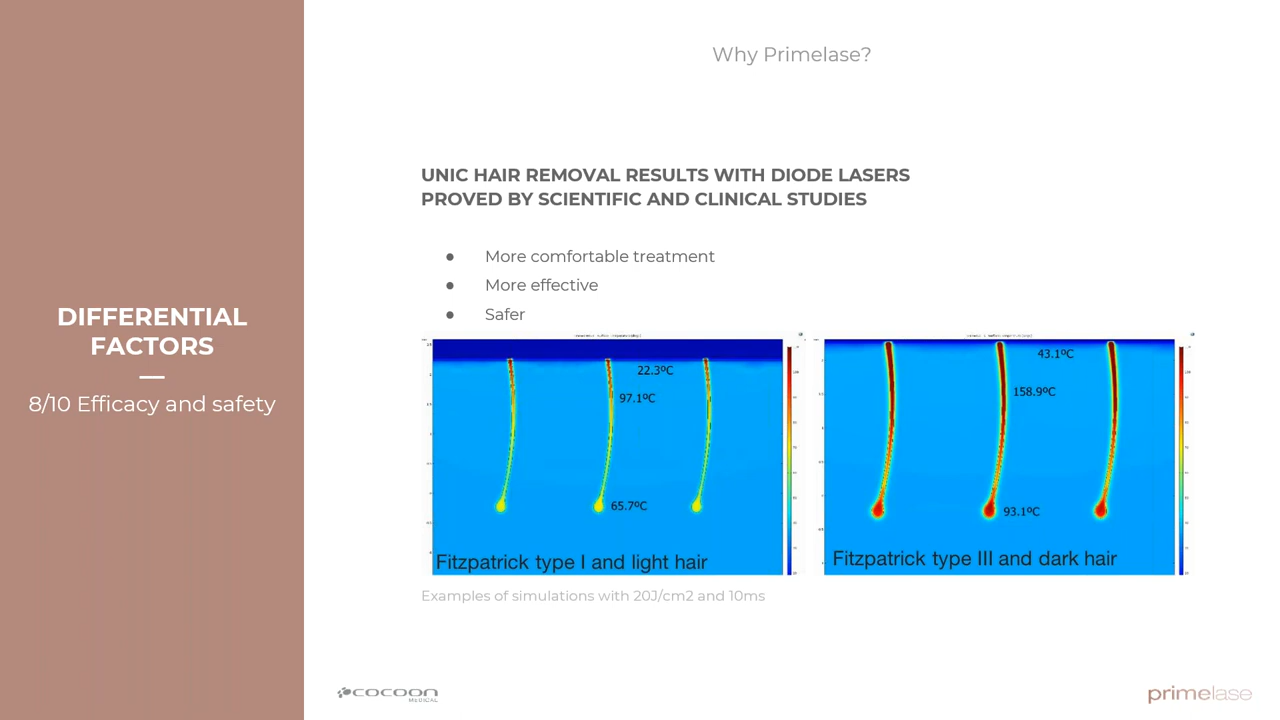 Why Primelase?
DIFFERENTIAL
FACTORS
8/10 Efficacy and safety
UNIC HAIR REMOVAL RESULTS WITH DIODE LASERS
PROVED BY SCIENTIFIC AND CLINICAL STUDIES
● More comfortable treatment
● More effective
● Safer
22.3ºC
97.1ºC
65.7ºC
Fitzpatrick type I and light hair
43.1ºC
158.9ºC
93.1ºC
Fitzpatrick type III and dark hair
Examples of simulations with 20J/cm2 and 10ms
cocoon
MEDICAL
primelase